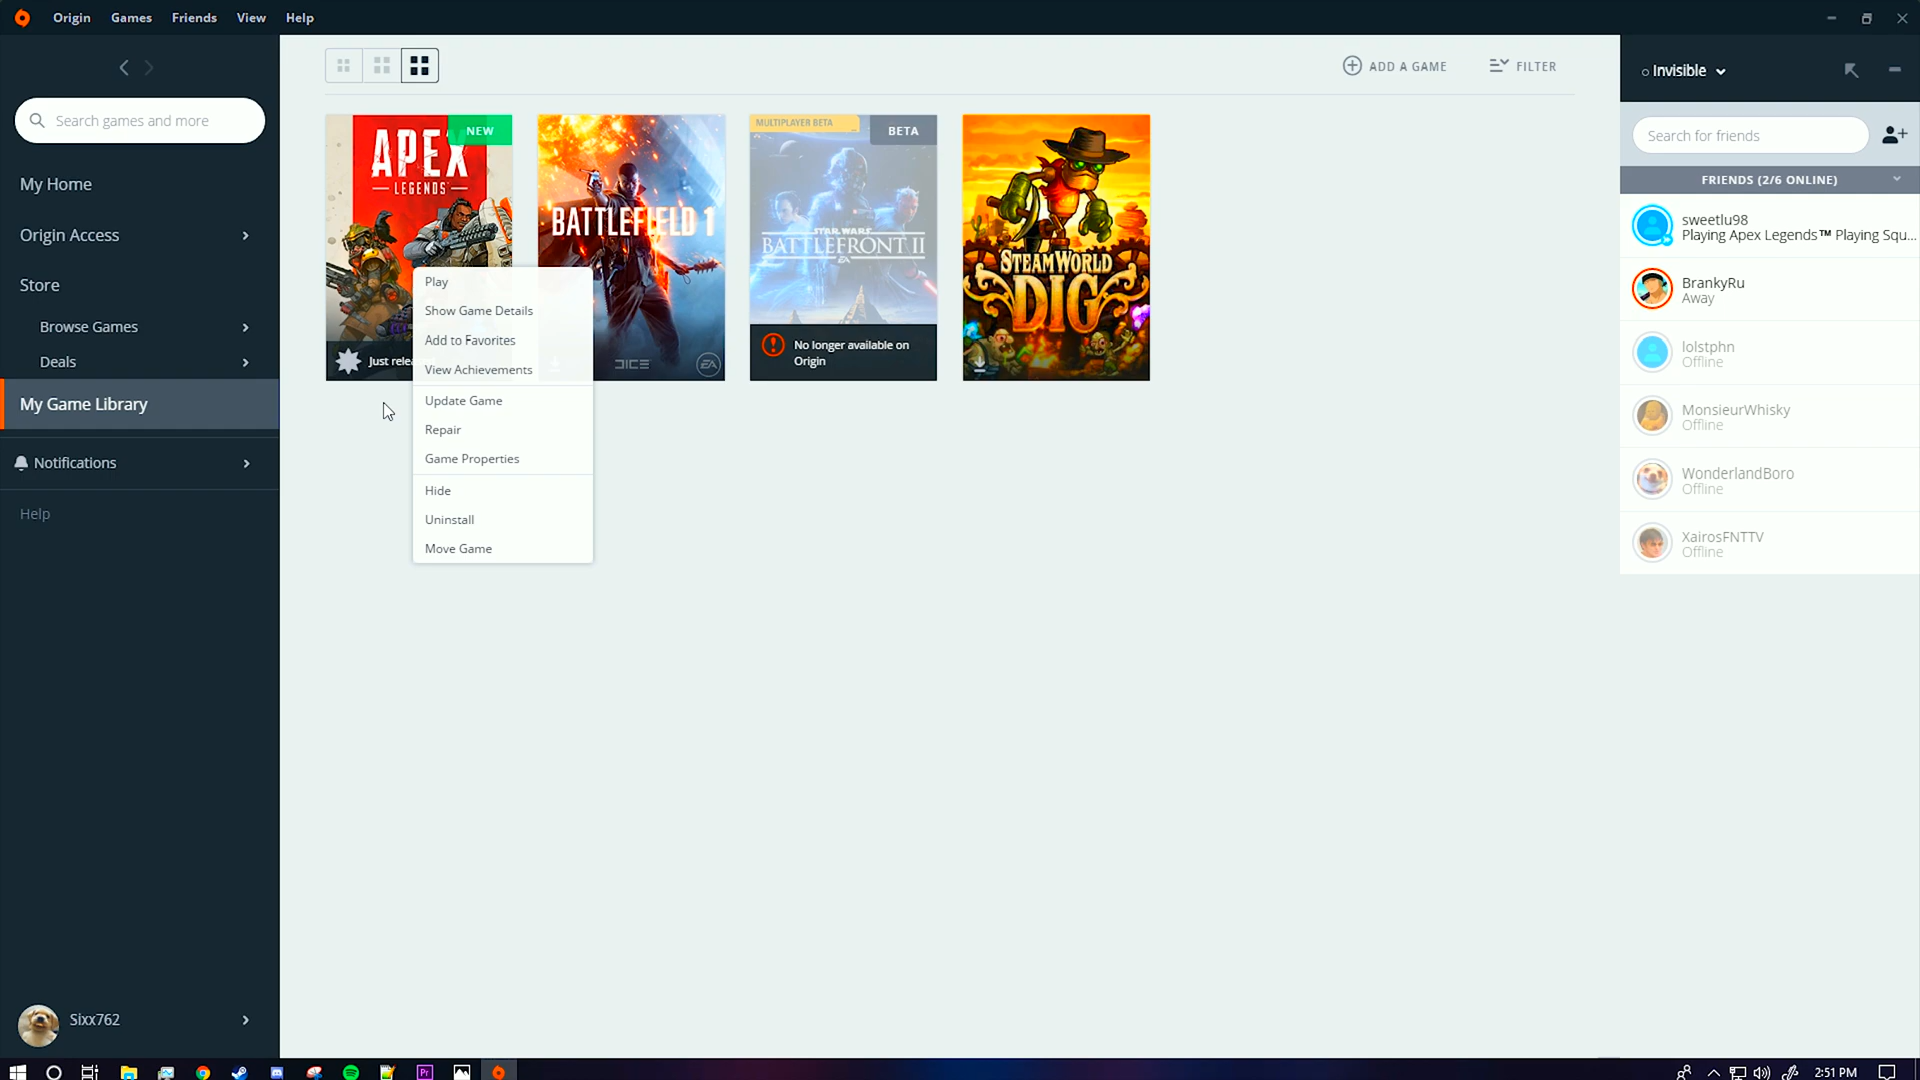 Origin
Games
Friends
View
Help
Search games and more
My Home
Origin Access
Store
Browse Games
Deals
My Game Library
Notifications
Help
Sixx762
ADD A GAME
FILTER
NEW
APEX
LEGENDS
Just relea
BATTLEFIELD 1
DICE
EA
MULTIPLAYER BETA
BETA
STAR WARS
BATTLEFRONT II
EA
No longer available on
Origin
STEAMWORLD
DIG
Play
Show Game Details
Add to Favorites
View Achievements
Update Game
Repair
Game Properties
Hide
Uninstall
Move Game
Invisible
Search for friends
FRIENDS (2/6 ONLINE)
sweetlu98
Playing Apex Legends™ Playing Squ...
BrankyRu
Away
lolstphn
Offline
MonsieurWhisky
Offline
WonderlandBoro
Offline
XairosFNTTV
Offline
Pr
2:51 PM